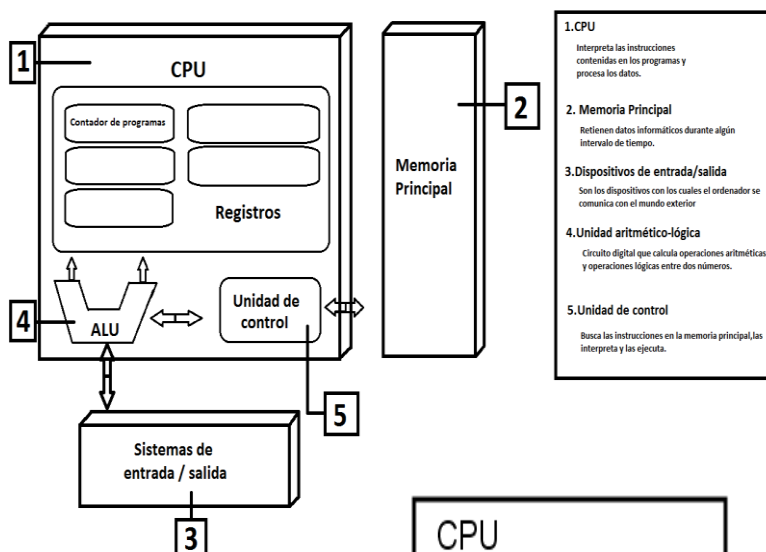 1
CPU
Contador de programas
Registros
ALU
4
Unidad de
control
5
Memoria
Principal
2
Sistemas de
entrada / salida
3
1.CPU
Interpreta las instrucciones
contenidas en los programas y
procesa los datos.
2. Memoria Principal
Retienen datos informáticos durante algún
intervalo de tiempo.
3.Dispositivos de entrada/salida
Son los dispositivos con los cuales el ordenador se
comunica con el mundo exterior
4.Unidad aritmético-lógica
Circuito digital que calcula operaciones aritméticas
y operaciones lógicas entre dos números.
5.Unidad de control
Busca las instrucciones en la memoria principal,las
interpreta y las ejecuta.
CPU